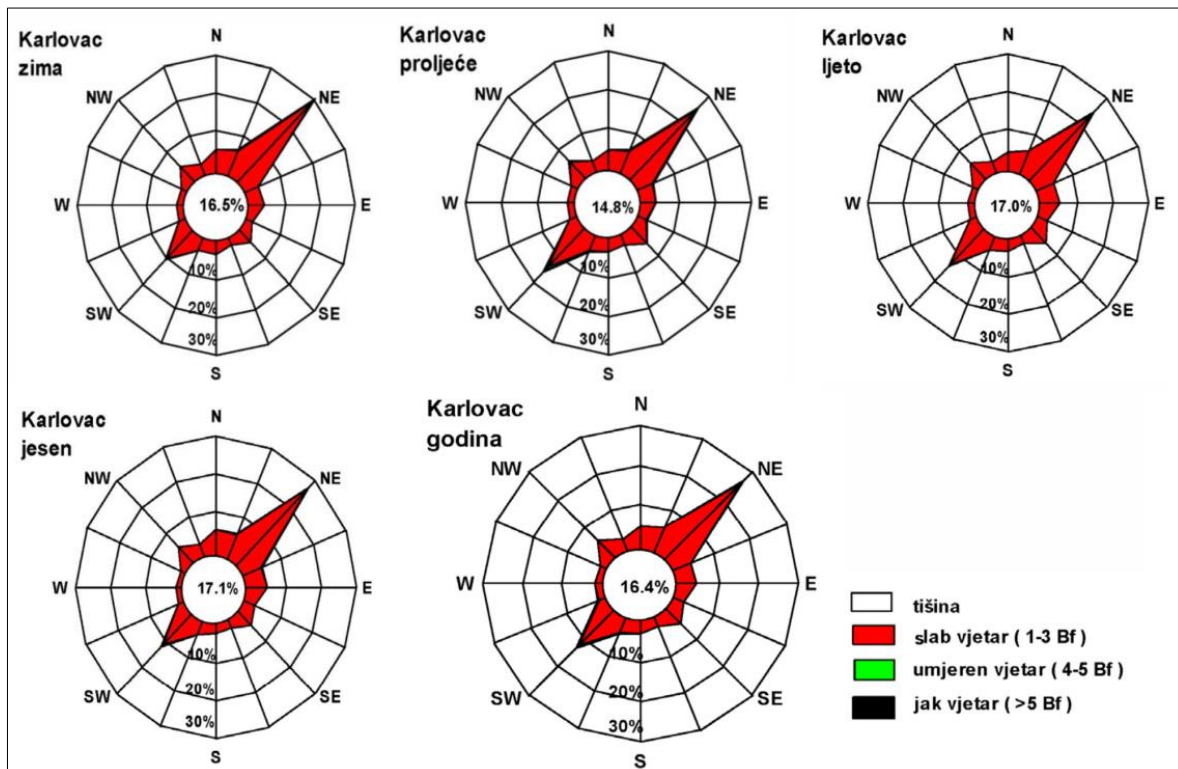 Karlovac
zima
N
NE
E
SE
S
SW
W
NW
16.5%
10%
20%
30%
Karlovac
proljeće
N
NE
E
SE
S
SW
W
NW
14.8%
10%
20%
30%
Karlovac
ljeto
N
NE
E
SE
S
SW
W
NW
17.0%
10%
20%
30%
Karlovac
jesen
N
NE
E
SE
S
SW
W
NW
17.1%
10%
20%
30%
Karlovac
godina
N
NE
E
SE
S
SW
W
NW
16.4%
10%
20%
30%
tišina
slab vjetar ( 1-3 Bf )
umjeren vjetar ( 4-5 Bf )
jak vjetar ( >5 Bf )